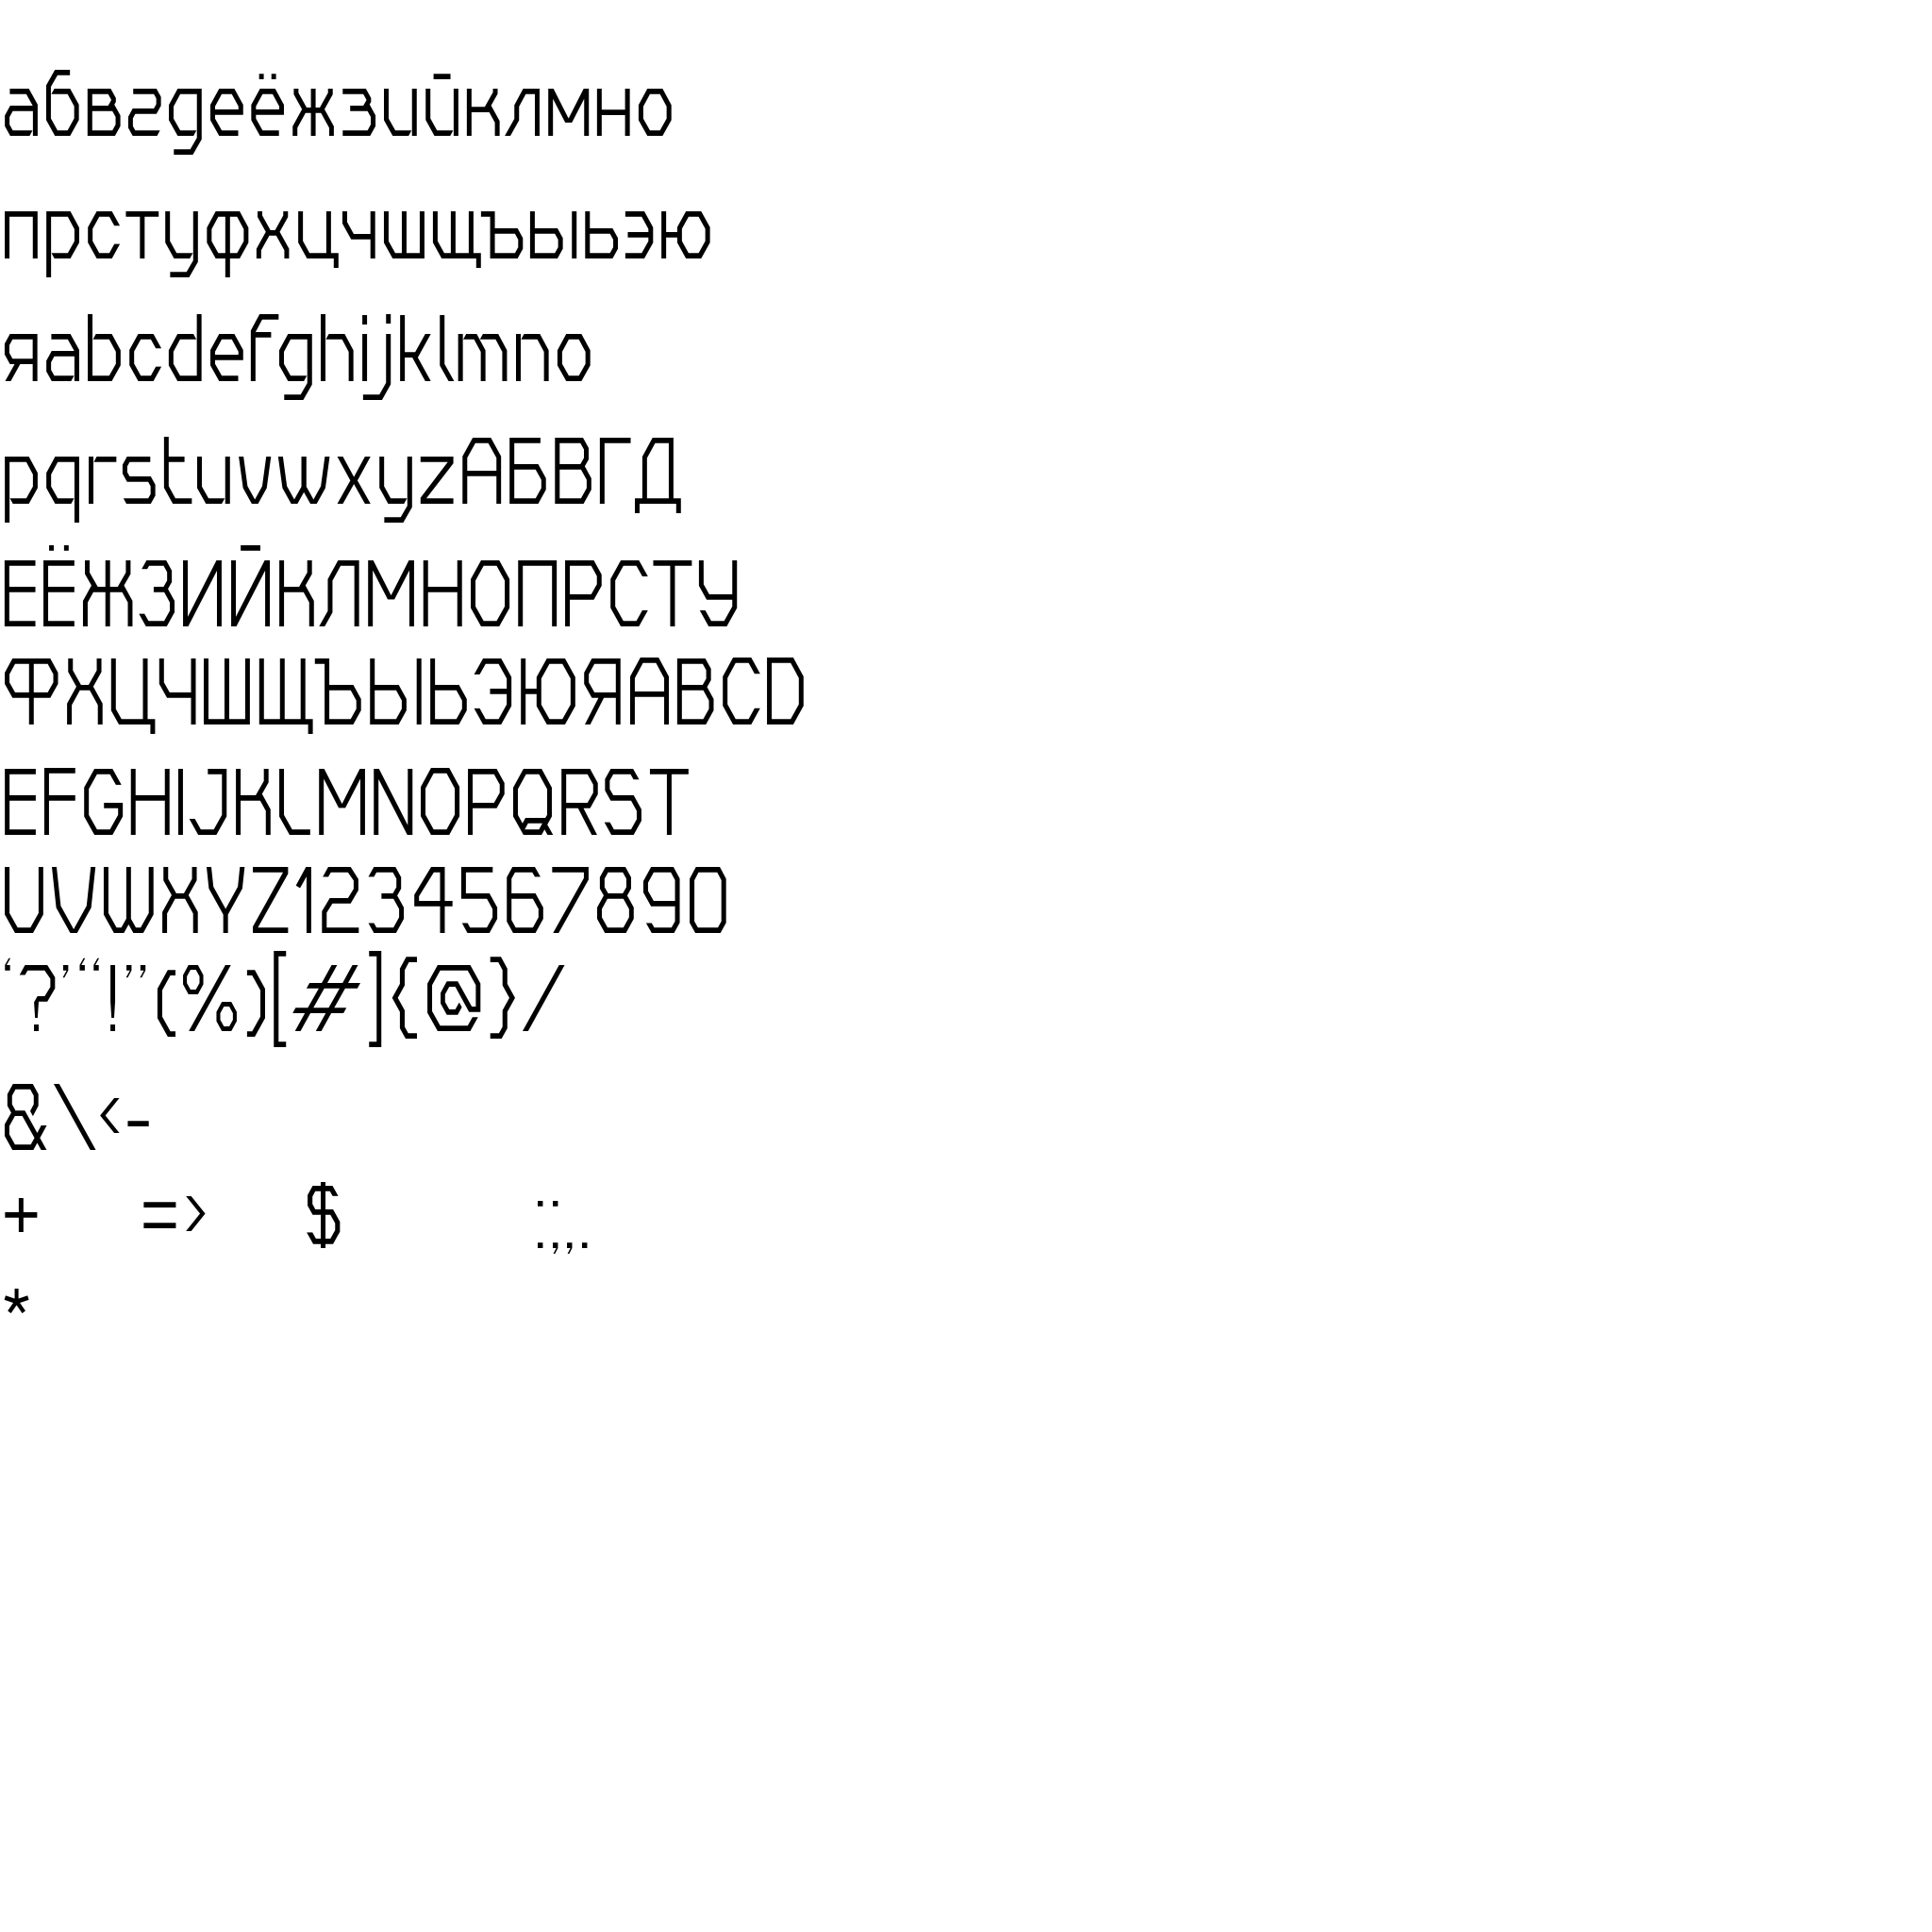 абвгдеёжзийклмно
прстуфхцчшщъыьэю
яabcdefghijklmno
pqrstuvwxyzАБВГД
ЕЁЖЗИЙКЛМНОПРСТУ
ФХЦЧШЩЪЫЬЭЮЯABCD
EFGHIJKLMNOPQRST
UVWXYZ1234567890
‘?’“!”(%)[#]{@}/
&\‹-
+ =› $ :;,.
*